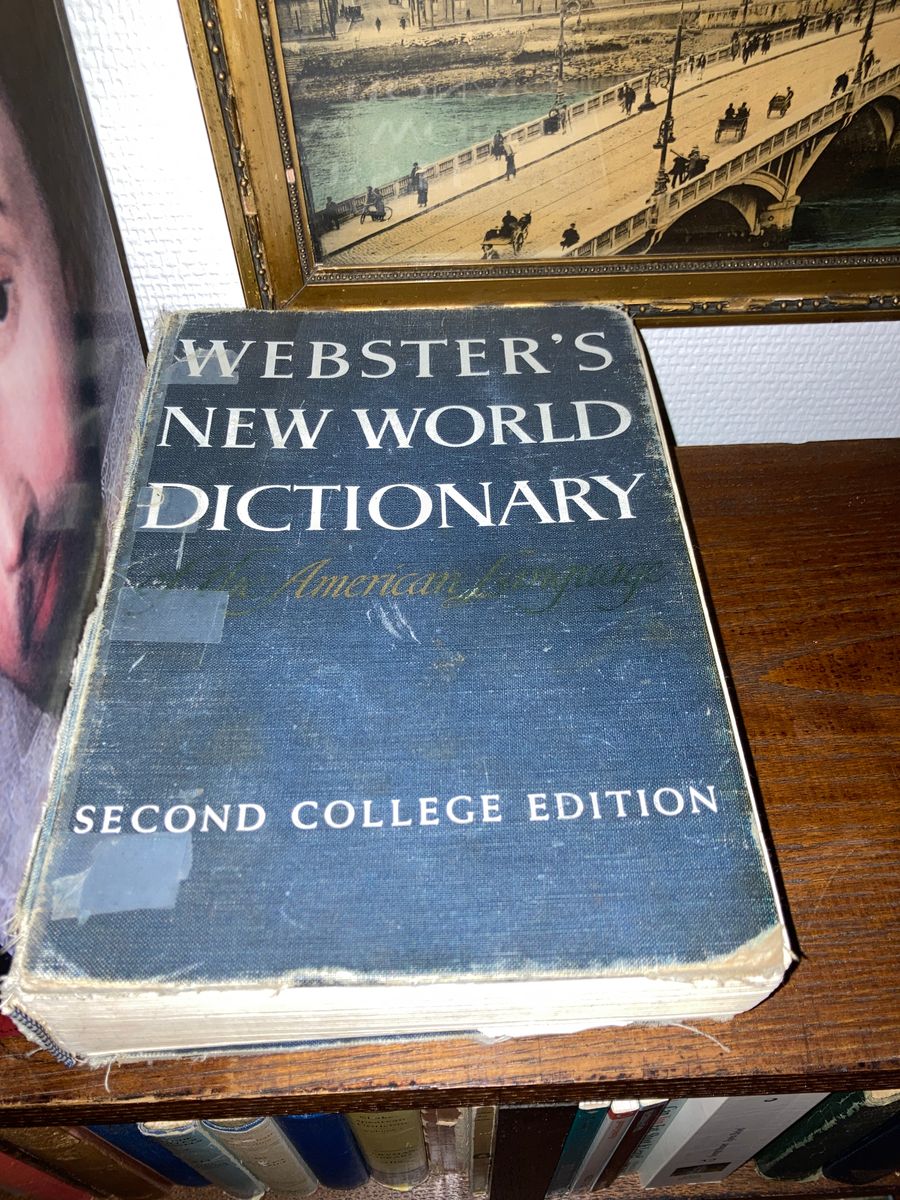 WEBSTER'S
NEW WORLD
DICTIONARY
of the American Language
SECOND COLLEGE EDITION